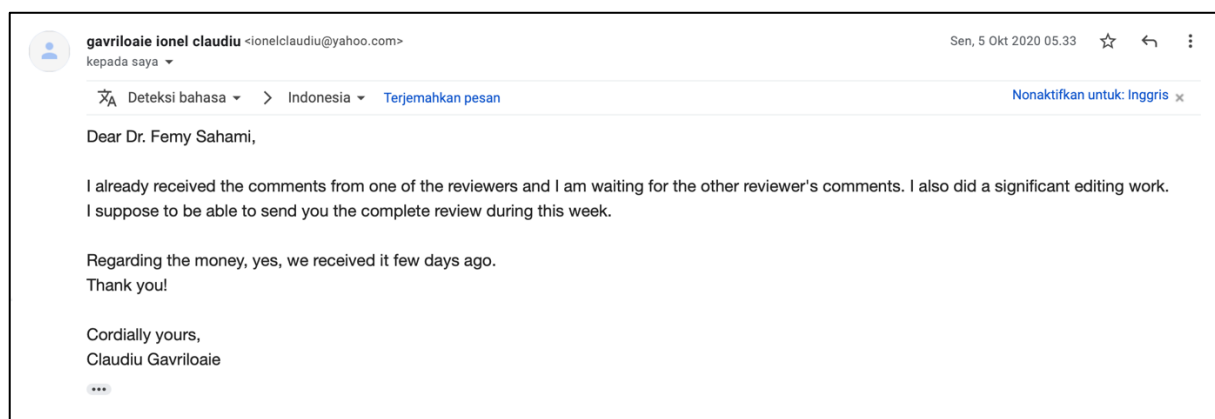 gavriloaie ionel claudiu <ionelclaudiu@yahoo.com>
Sen, 5 Okt 2020 05.33
kepada saya
Deteksi bahasa > Indonesia Terjemahkan pesan
Nonaktifkan untuk: Inggris x
Dear Dr. Femy Sahami,
I already received the comments from one of the reviewers and I am waiting for the other reviewer's comments. I also did a significant editing work.
I suppose to be able to send you the complete review during this week.
Regarding the money, yes, we received it few days ago.
Thank you!
Cordially yours,
Claudiu Gavriloaie